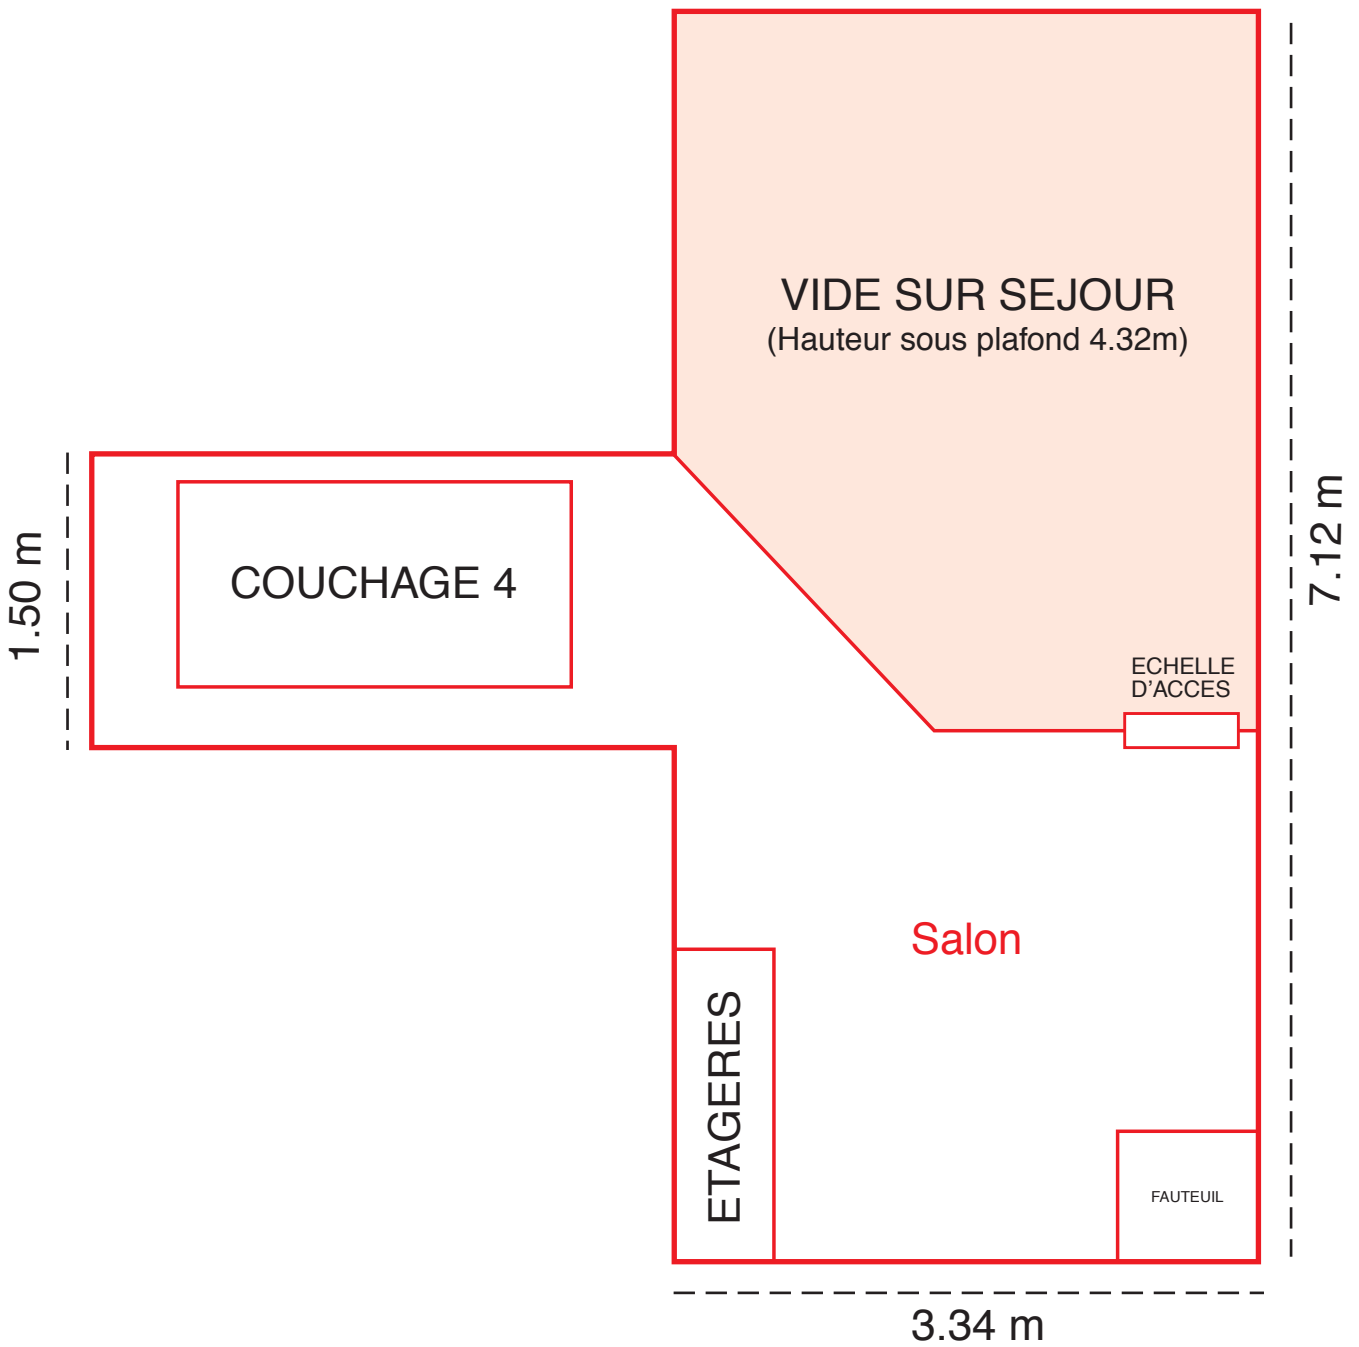 VIDE SUR SEJOUR
(Hauteur sous plafond 4.32m)
1.50 m
COUCHAGE 4
7.12 m
ECHELLE
D'ACCES
Salon
ETAGERES
FAUTEUIL
3.34 m